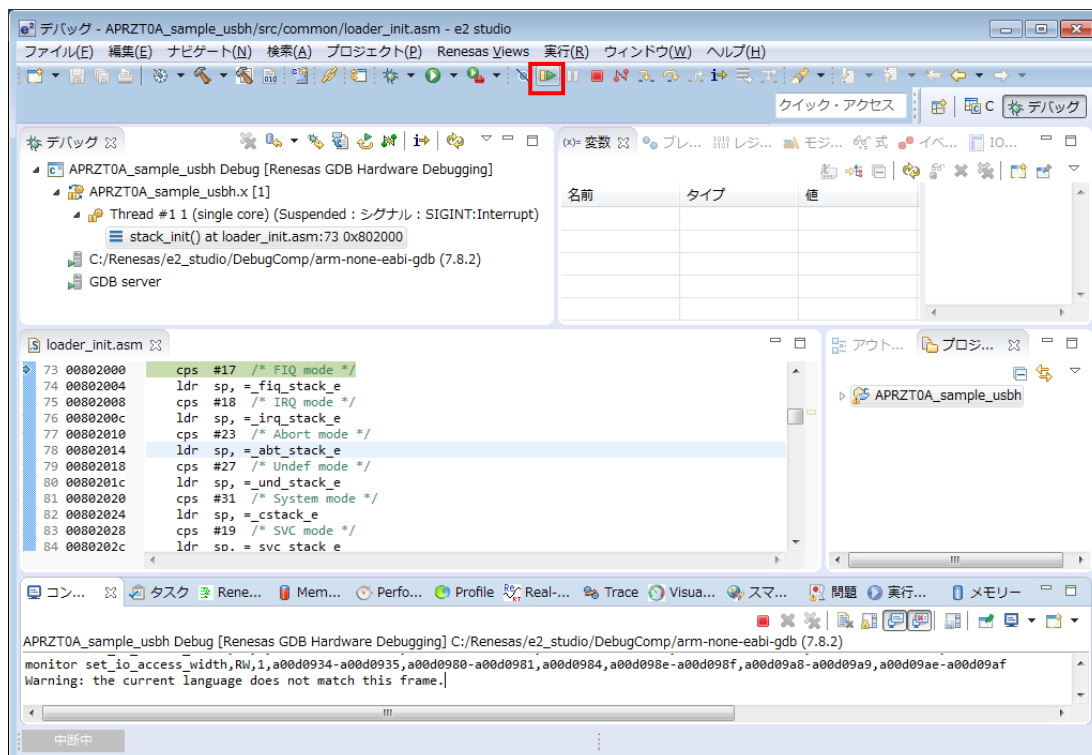 デバッグ - APRZT0A_sample_usbh/src/common/loader_init.asm - e2 studio
ファイル(F) 編集(E) ナビゲート(N) 検索(A) プロジェクト(P) Renesas Views 実行(R) ウィンドウ(W) ヘルプ(H)
クイック・アクセス
C デバッグ
デバッグ
APRZT0A_sample_usbh Debug [Renesas GDB Hardware Debugging]
APRZT0A_sample_usbh.x [1]
Thread #1 1 (single core) (Suspended : シグナル : SIGINT:Interrupt)
stack_init() at loader_init.asm:73 0x802000
C:/Renesas/e2_studio/DebugComp/arm-none-eabi-gdb (7.8.2)
GDB server
(x)= 変数 ブレ... レジ... モジ... 式 イベ... IO...
名前 タイプ 値
loader_init.asm
73 00802000 cps #17 /* FIQ mode */
74 00802004 ldr sp, =_fiq_stack_e
75 00802008 cps #18 /* IRQ mode */
76 0080200c ldr sp, =_irq_stack_e
77 00802010 cps #23 /* Abort mode */
78 00802014 ldr sp, =_abt_stack_e
79 00802018 cps #27 /* Undef mode */
80 0080201c ldr sp, =_und_stack_e
81 00802020 cps #31 /* System mode */
82 00802024 ldr sp, =_cstack_e
83 00802028 cps #19 /* SVC mode */
84 0080202c ldr sp, =_svc_stack_e
アウト... プロジ...
APRZT0A_sample_usbh
コン... タスク Rene... Mem... Perfo... Profile Real-... Trace Visua... スマ... 問題 実行... メモリー
APRZT0A_sample_usbh Debug [Renesas GDB Hardware Debugging] C:/Renesas/e2_studio/DebugComp/arm-none-eabi-gdb (7.8.2)
monitor set_io_access_width,RW,1,a00d0934-a00d0935,a00d0980-a00d0981,a00d0984,a00d098e-a00d098f,a00d09a8-a00d09a9,a00d09ae-a00d09af
Warning: the current language does not match this frame.
中断中